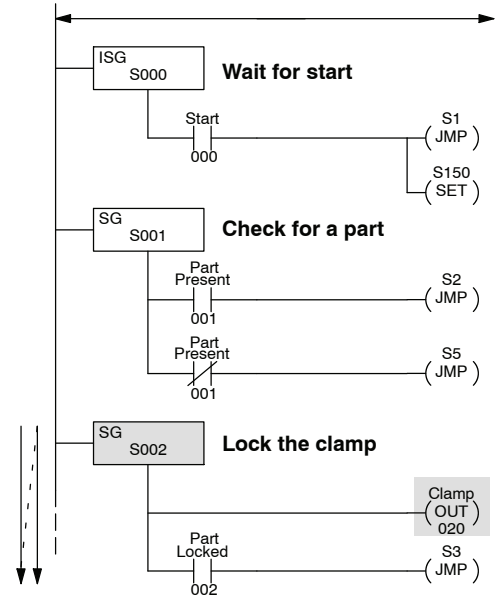 ISG
S000
Wait for start
Start
000
S1
JMP
S150
SET
SG
S001
Check for a part
Part
Present
001
S2
JMP
Part
Present
001
S5
JMP
SG
S002
Lock the clamp
Clamp
OUT
020
Part
Locked
002
S3
JMP